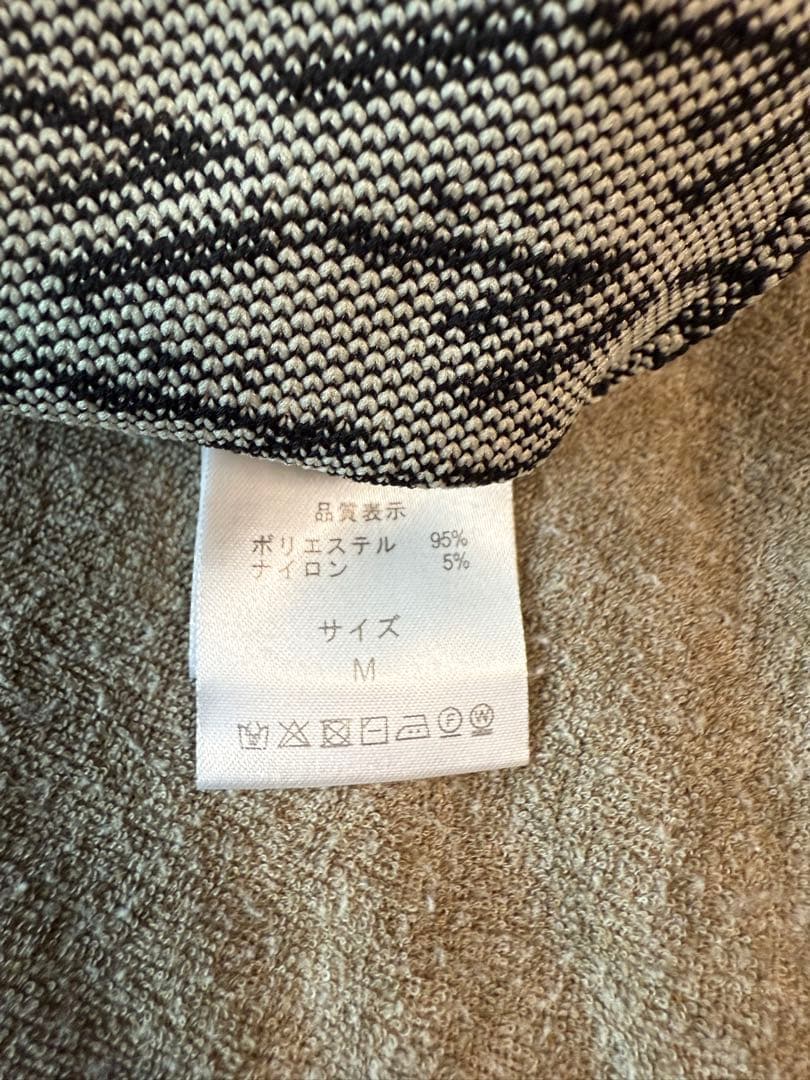 品質表示
ポリエステル 95%
ナイロン 5%
サイズ
M
F W